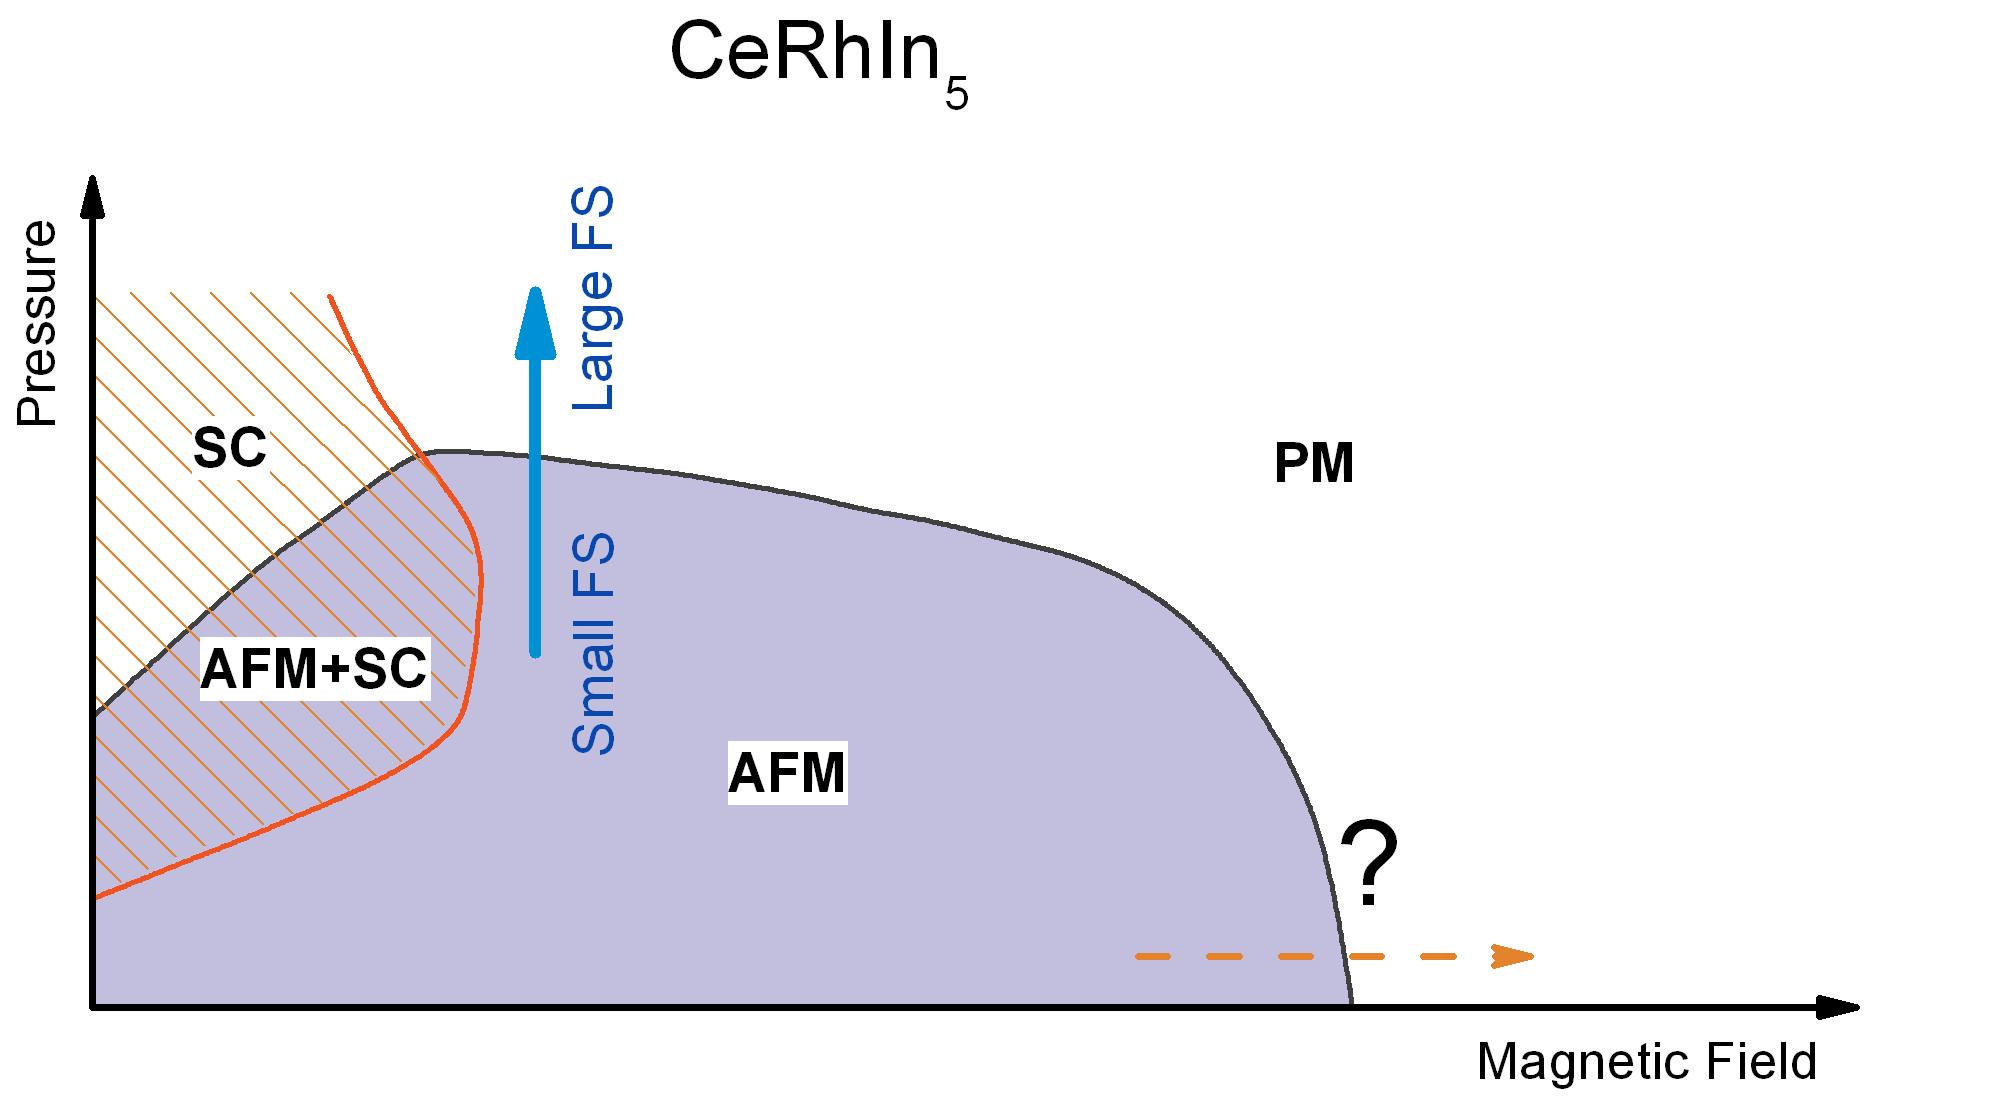 CeRhIn5
Pressure
Large FS
SC
PM
Small FS
AFM+SC
AFM
?
Magnetic Field